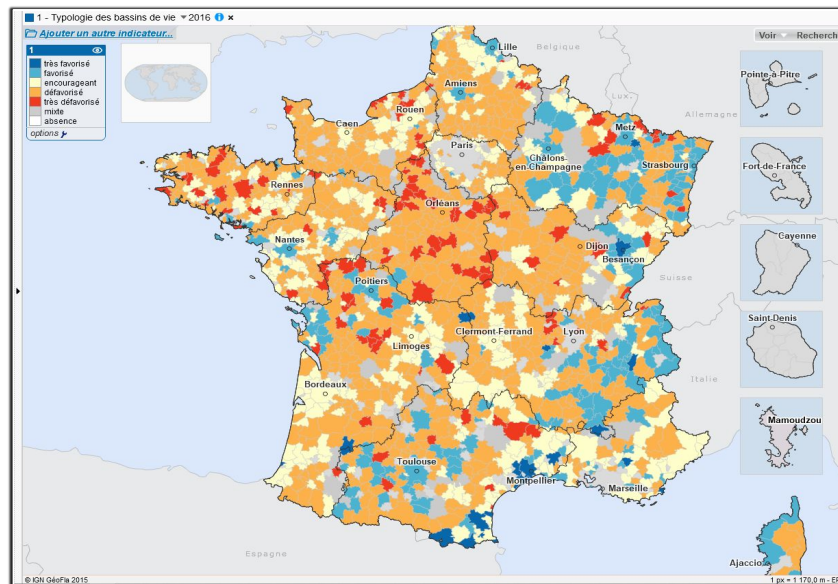 1 - Typologie des bassins de vie 2016
Ajouter un autre indicateur...
Voir
Recherch
1
très favorisé
favorisé
encourageant
défavorisé
très défavorisé
mixte
absence
options
Lille
Belgique
Amiens
Lux.
Allemagne
Rouen
Caen
Metz
Paris
Châlons-
en-Champagne
Strasbourg
Rennes
Orléans
Nantes
Dijon
Besançon
Suisse
Poitiers
Clermont-Ferrand
Lyon
Limoges
Italie
Bordeaux
Toulouse
Montpellier
Marseille
Espagne
Ajaccio
Pointe-à-Pitre
Fort-de-France
Cayenne
Saint-Denis
Mamoudzou
© IGN GéoFla 2015
1 px = 1 170,0 m - E